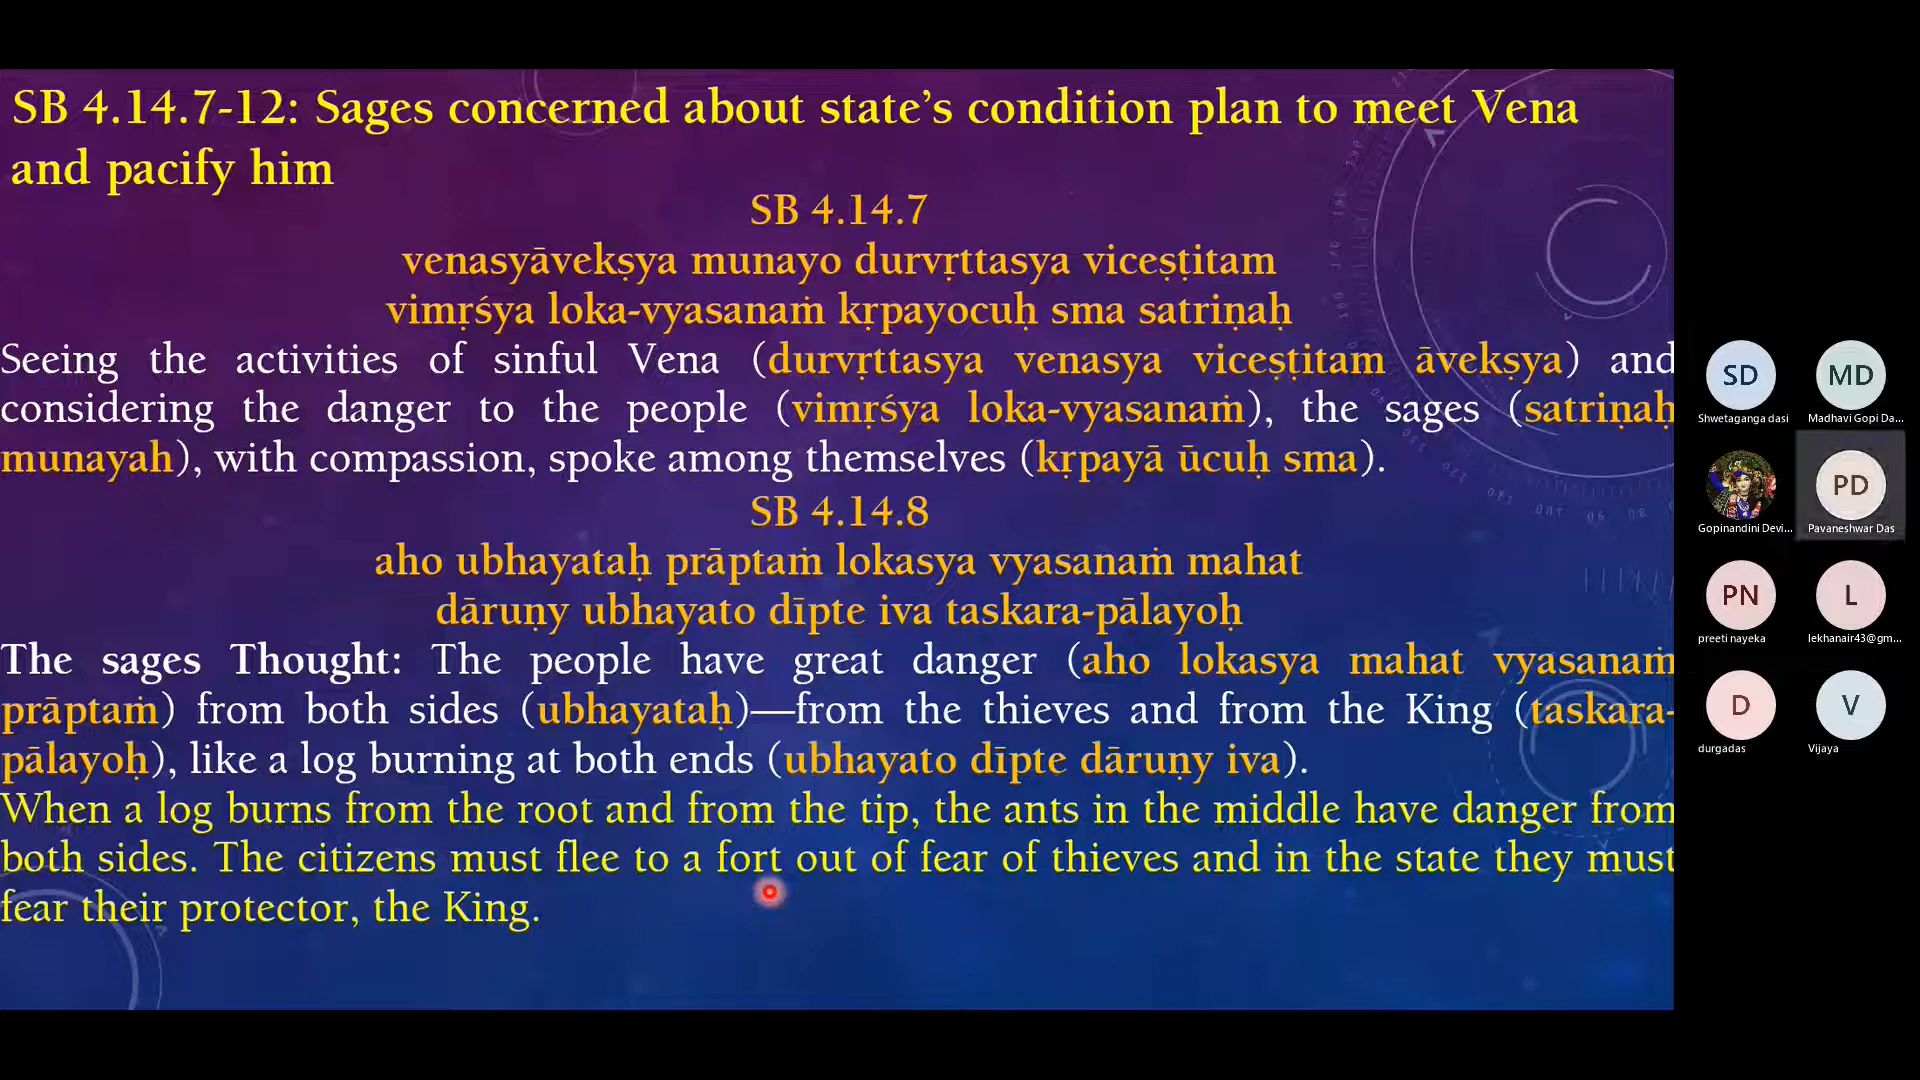 SB 4.14.7-12: Sages concerned about state’s condition plan to meet Vena
and pacify him
SB 4.14.7
venasyāvekṣya munayo durvṛttasya viceṣṭitam
vimṛśya loka-vyasanaṁ kṛpayocuḥ sma satriṇaḥ
Seeing the activities of sinful Vena (durvṛttasya venasya viceṣṭitam āvekṣya) and
considering the danger to the people (vimṛśya loka-vyasanaṁ), the sages (satriṇaḥ
munayah), with compassion, spoke among themselves (kṛpayā ūcuḥ sma).
SB 4.14.8
aho ubhayataḥ prāptaṁ lokasya vyasanaṁ mahat
dāruṇy ubhayato dīpte iva taskara-pālayoḥ
The sages Thought: The people have great danger (aho lokasya mahat vyasanaṁ
prāptaṁ) from both sides (ubhayataḥ)—from the thieves and from the King (taskara-
pālayoḥ), like a log burning at both ends (ubhayato dīpte dāruṇy iva).
When a log burns from the root and from the tip, the ants in the middle have danger from
both sides. The citizens must flee to a fort out of fear of thieves and in the state they must
fear their protector, the King.
SD MD
Shwetaganga dasi Madhavi Gopi Da...
PD
Gopinandini Devi... Pavaneshwar Das
PN L
preeti nayeka lekhanair43@gm...
D V
durgadas Vijaya